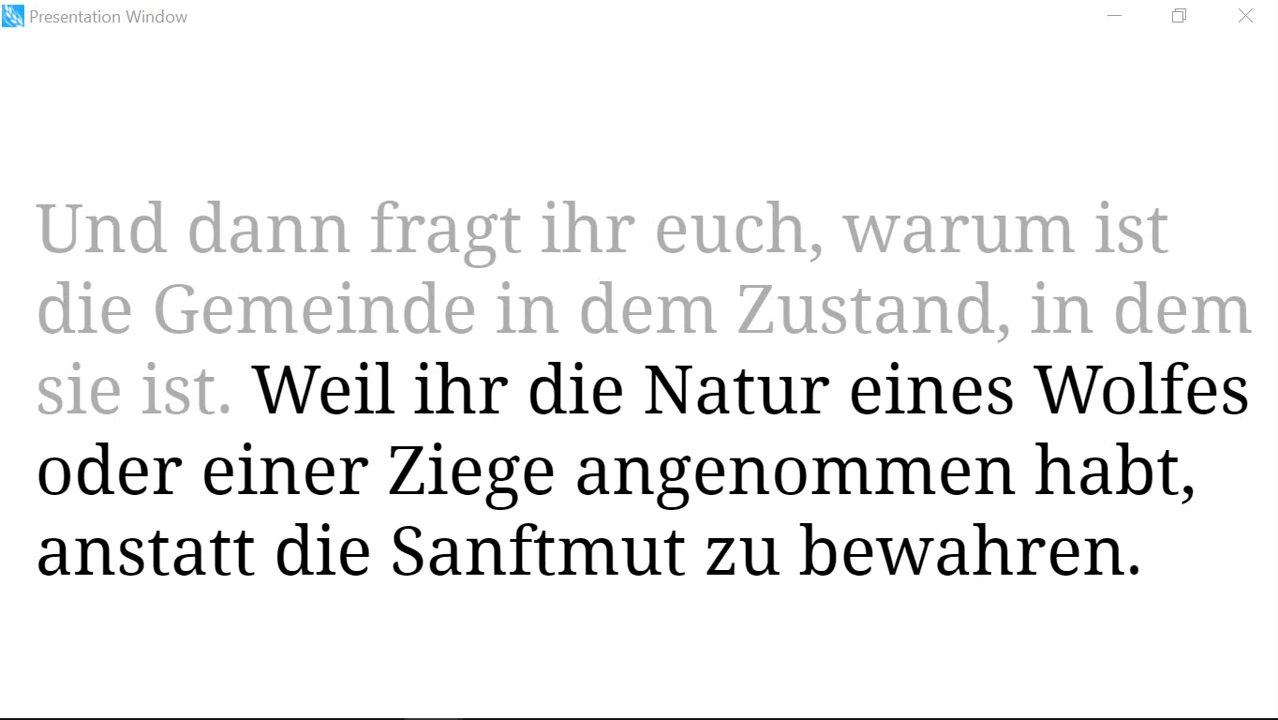 Presentation Window
Und dann fragt ihr euch, warum ist
die Gemeinde in dem Zustand, in dem
sie ist. Weil ihr die Natur eines Wolfes
oder einer Ziege angenommen habt,
anstatt die Sanftmut zu bewahren.